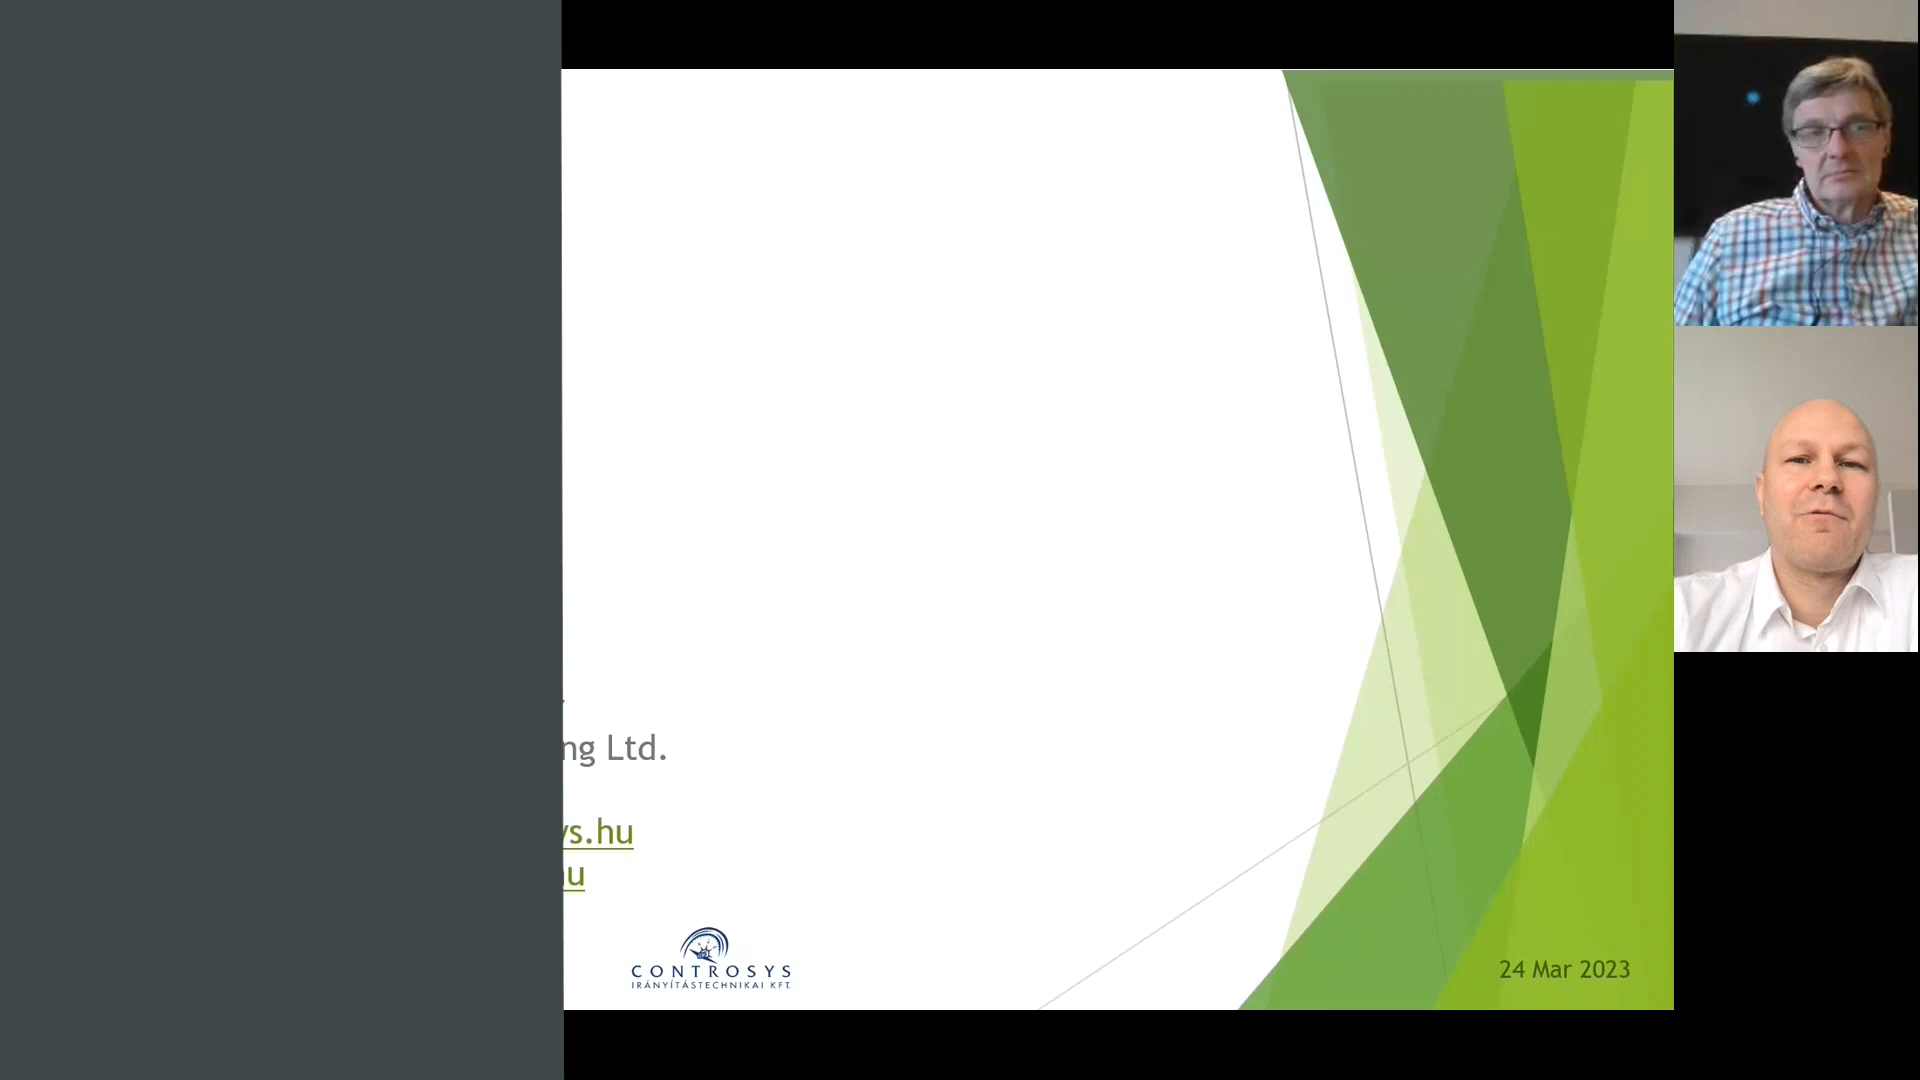 ng Ltd.
ys.hu
u
CONTROSYS
IRÁNYÍTÁSTECHNIKAI KFT.
24 Mar 2023